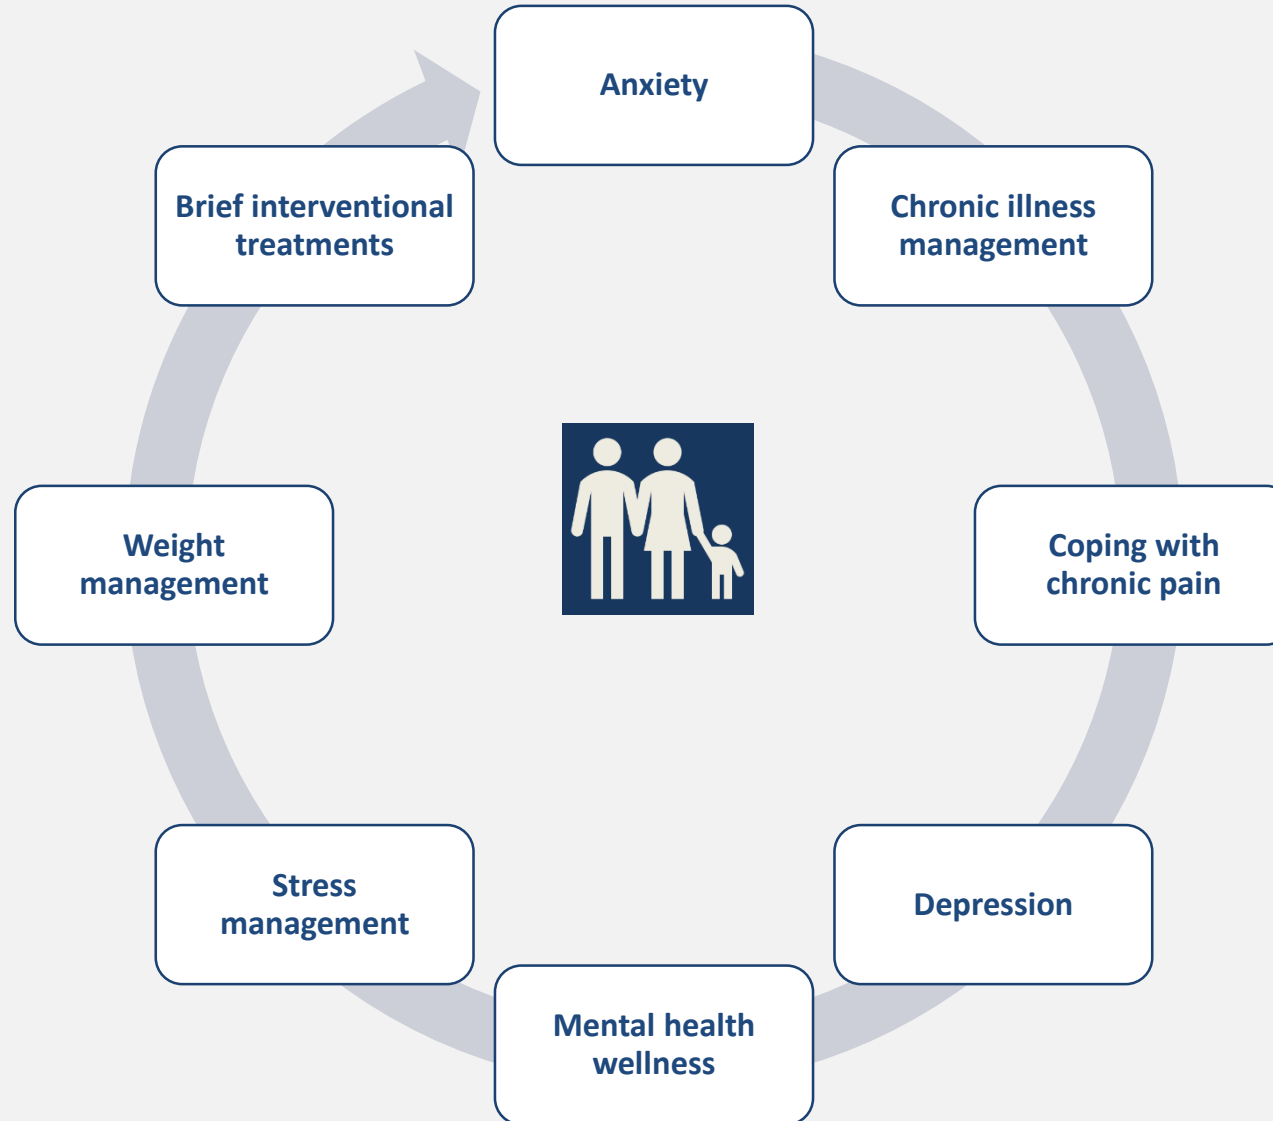 Anxiety
Chronic illness
management
Coping with
chronic pain
Depression
Mental health
wellness
Stress
management
Weight
management
Brief interventional
treatments